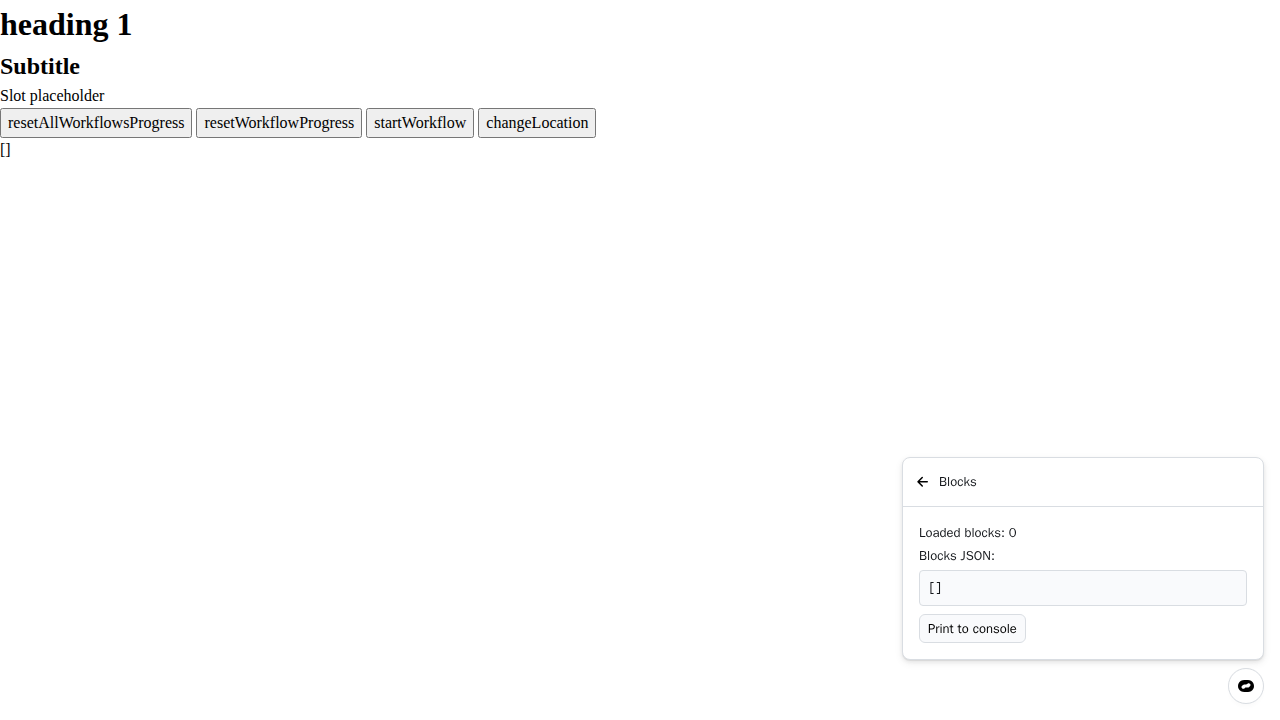 heading 1
Subtitle
Slot placeholder
resetAllWorkflowsProgress resetWorkflowProgress startWorkflow changeLocation
[]
Blocks
Loaded blocks: 0
Blocks JSON:
[]
Print to console